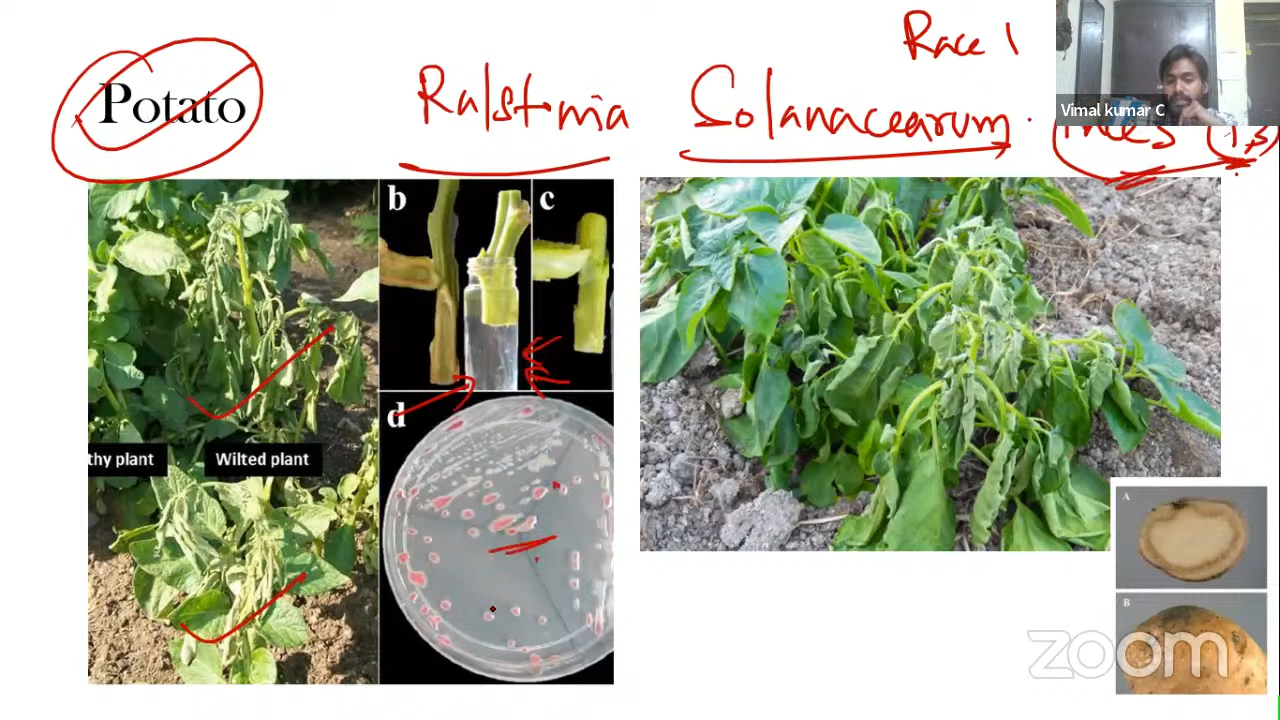 Race 1
Potato
Ralstonia Solanacearum.
Vimal kumar C
b
c
d
thy plant
Wilted plant
A
B
zoom